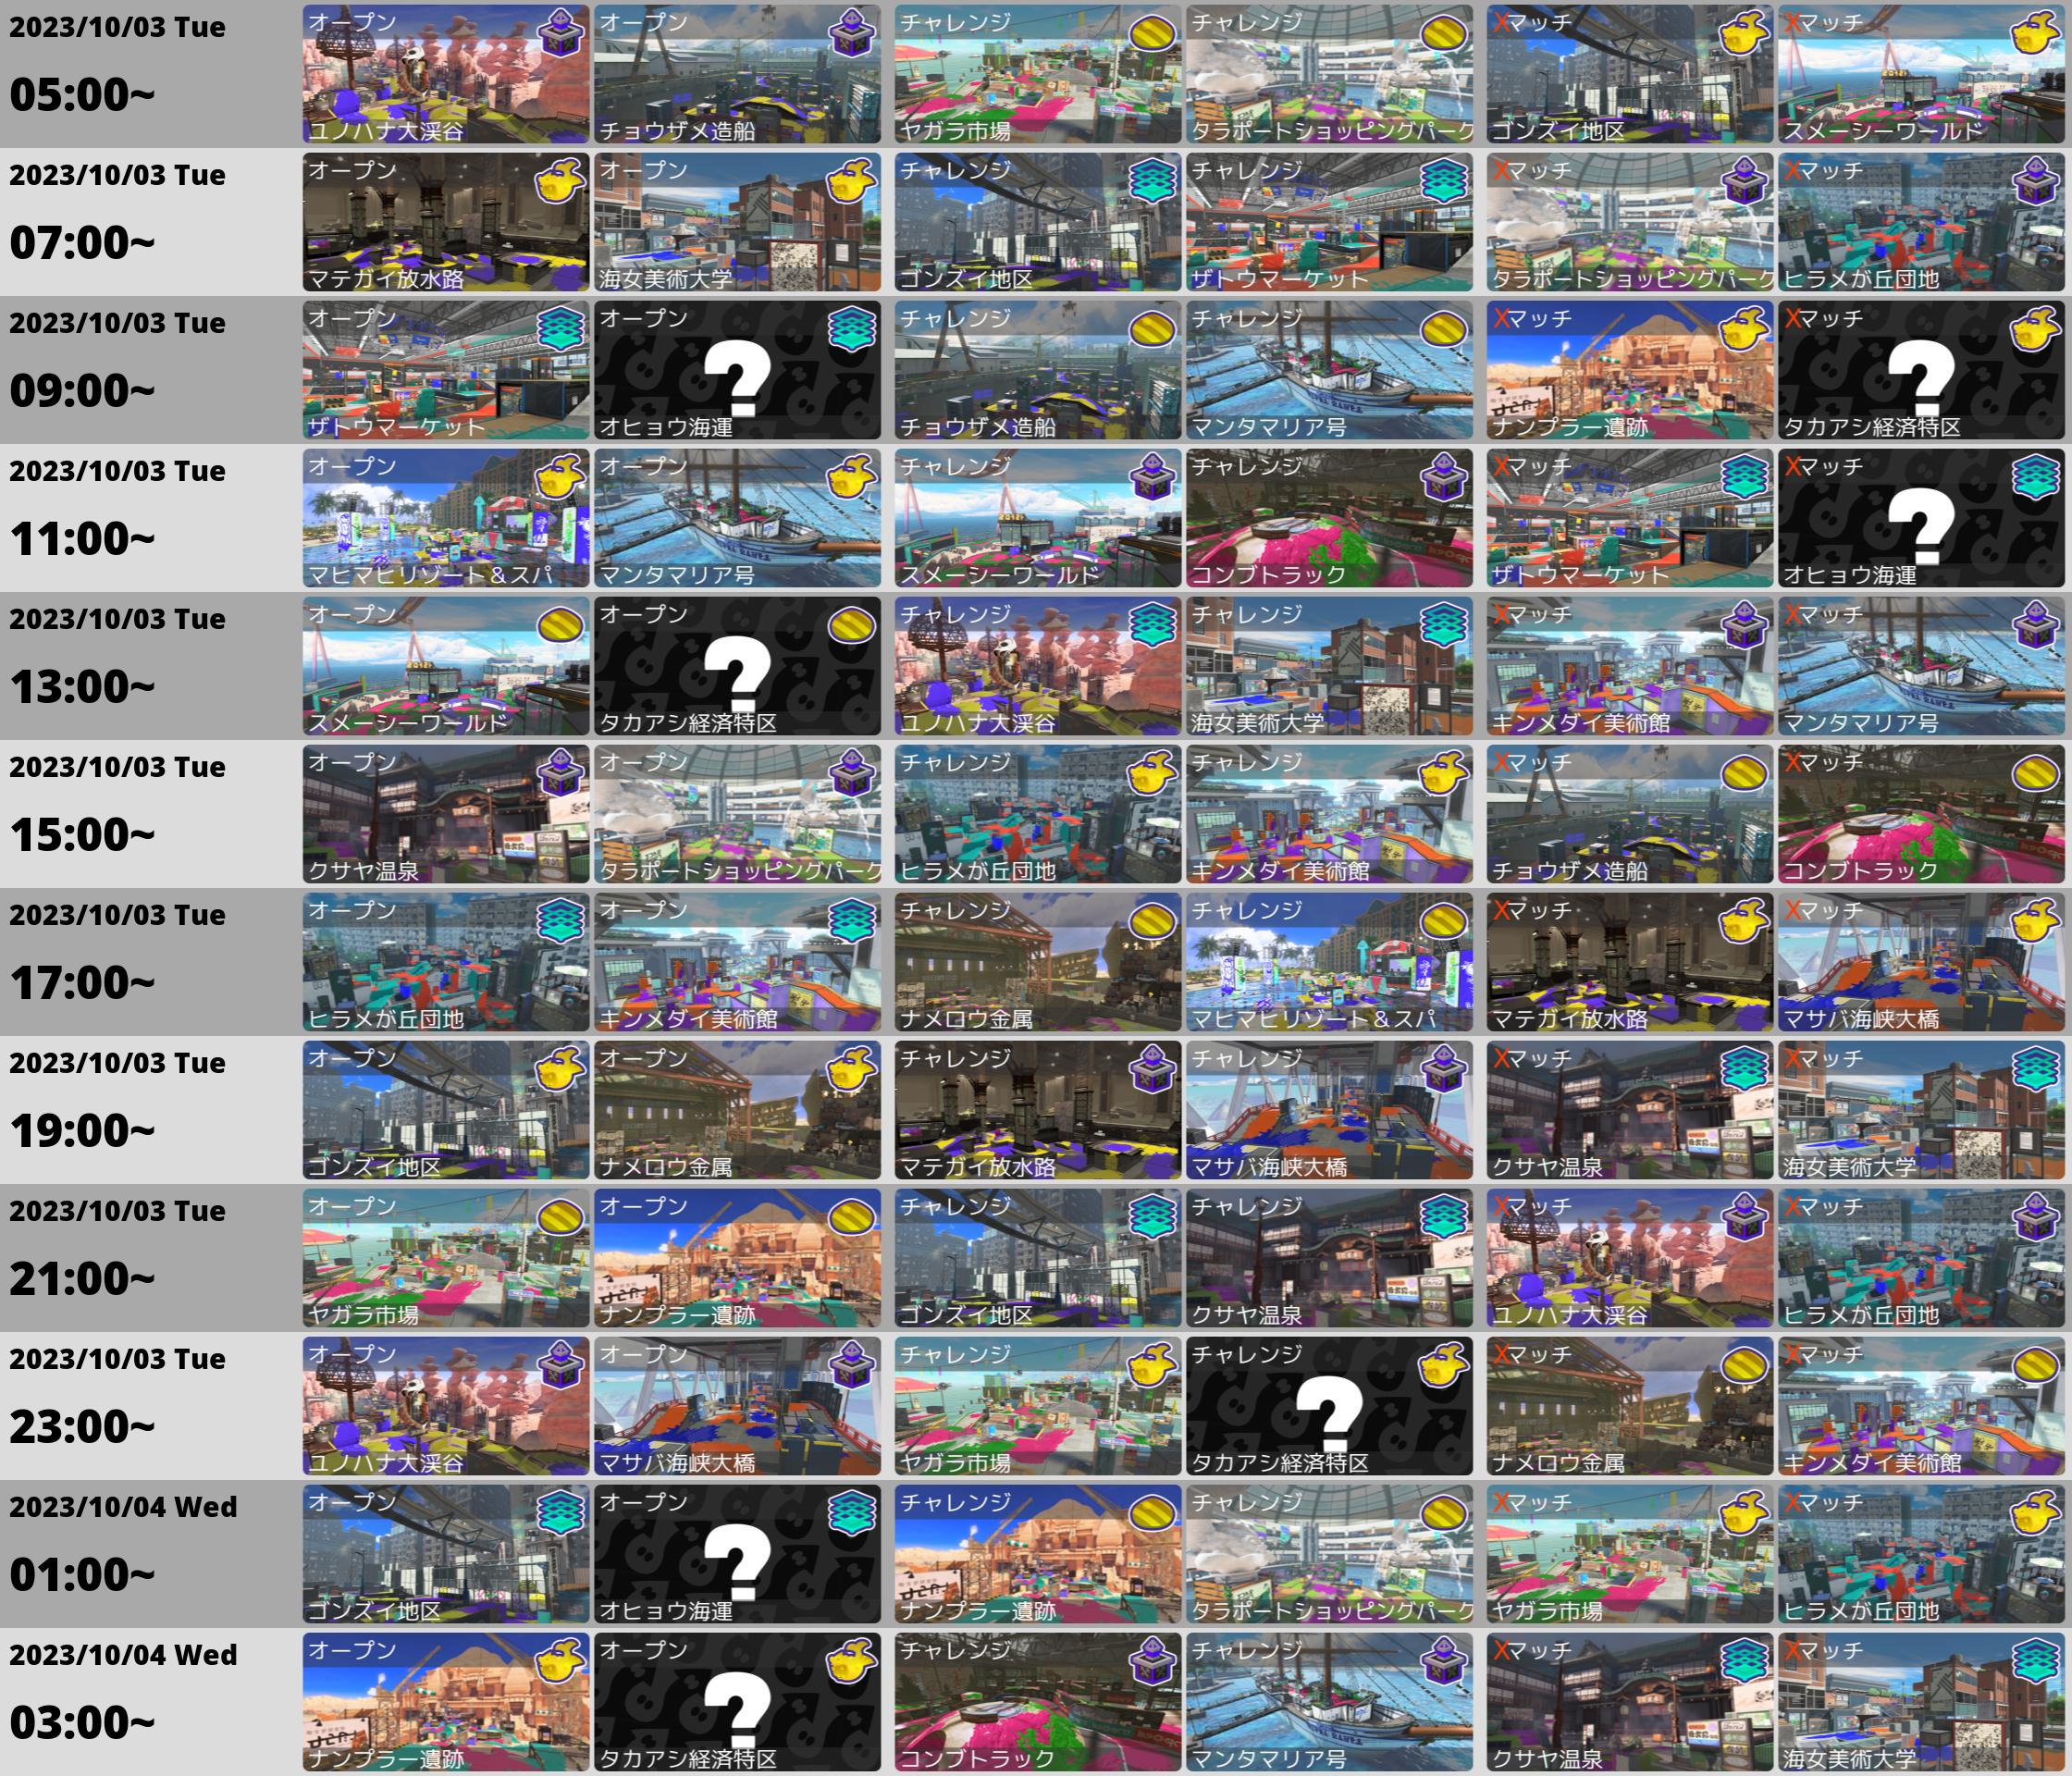 2023/10/03 Tue
05:00~
オープン
ユノハナ大渓谷
オープン
チョウザメ造船
チャレンジ
ヤガラ市場
チャレンジ
タラポートショッピングパーク
Xマッチ
ゴンズイ地区
Xマッチ
スメーシーワールド
2023/10/03 Tue
07:00~
オープン
マテガイ放水路
オープン
海女美術大学
チャレンジ
ゴンズイ地区
チャレンジ
ザトウマーケット
Xマッチ
タラポートショッピングパーク
Xマッチ
ヒラメが丘団地
2023/10/03 Tue
09:00~
オープン
ザトウマーケット
オープン
?
オヒョウ海運
チャレンジ
チョウザメ造船
チャレンジ
マンタマリア号
Xマッチ
ナンプラー遺跡
Xマッチ
?
タカアシ経済特区
2023/10/03 Tue
11:00~
オープン
マヒマヒリゾート&スパ
オープン
マンタマリア号
チャレンジ
スメーシーワールド
チャレンジ
コンブトラック
Xマッチ
ザトウマーケット
Xマッチ
?
オヒョウ海運
2023/10/03 Tue
13:00~
オープン
スメーシーワールド
オープン
?
タカアシ経済特区
チャレンジ
ユノハナ大渓谷
チャレンジ
海女美術大学
Xマッチ
キンメダイ美術館
Xマッチ
マンタマリア号
2023/10/03 Tue
15:00~
オープン
クサヤ温泉
オープン
タラポートショッピングパーク
チャレンジ
ヒラメが丘団地
チャレンジ
キンメダイ美術館
Xマッチ
チョウザメ造船
Xマッチ
コンブトラック
2023/10/03 Tue
17:00~
オープン
ヒラメが丘団地
オープン
キンメダイ美術館
チャレンジ
ナメロウ金属
チャレンジ
マヒマヒリゾート&スパ
Xマッチ
マテガイ放水路
Xマッチ
マサバ海峡大橋
2023/10/03 Tue
19:00~
オープン
ゴンズイ地区
オープン
ナメロウ金属
チャレンジ
マテガイ放水路
チャレンジ
マサバ海峡大橋
Xマッチ
クサヤ温泉
Xマッチ
海女美術大学
2023/10/03 Tue
21:00~
オープン
ヤガラ市場
オープン
ナンプラー遺跡
チャレンジ
ゴンズイ地区
チャレンジ
クサヤ温泉
Xマッチ
ユノハナ大渓谷
Xマッチ
ヒラメが丘団地
2023/10/03 Tue
23:00~
オープン
ユノハナ大渓谷
オープン
マサバ海峡大橋
チャレンジ
ヤガラ市場
チャレンジ
?
タカアシ経済特区
Xマッチ
ナメロウ金属
Xマッチ
キンメダイ美術館
2023/10/04 Wed
01:00~
オープン
ゴンズイ地区
オープン
?
オヒョウ海運
チャレンジ
ナンプラー遺跡
チャレンジ
タラポートショッピングパーク
Xマッチ
ヤガラ市場
Xマッチ
ヒラメが丘団地
2023/10/04 Wed
03:00~
オープン
ナンプラー遺跡
オープン
?
タカアシ経済特区
チャレンジ
コンブトラック
チャレンジ
マンタマリア号
Xマッチ
クサヤ温泉
Xマッチ
海女美術大学